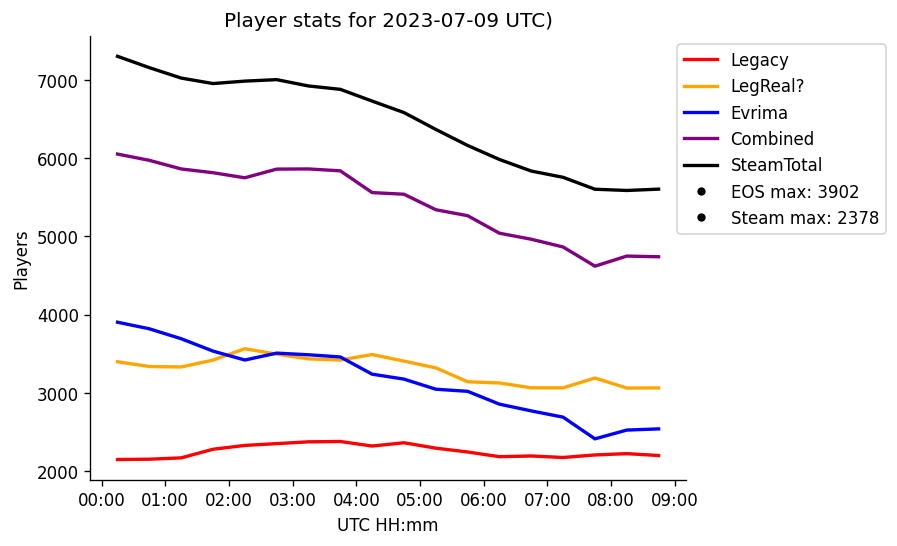 Player stats for 2023-07-09 UTC)
Legacy
LegReal?
Evrima
Combined
SteamTotal
EOS max: 3902
Steam max: 2378
7000
6000
5000
4000
3000
2000
Players
00:00 01:00 02:00 03:00 04:00 05:00 06:00 07:00 08:00 09:00
UTC HH:mm